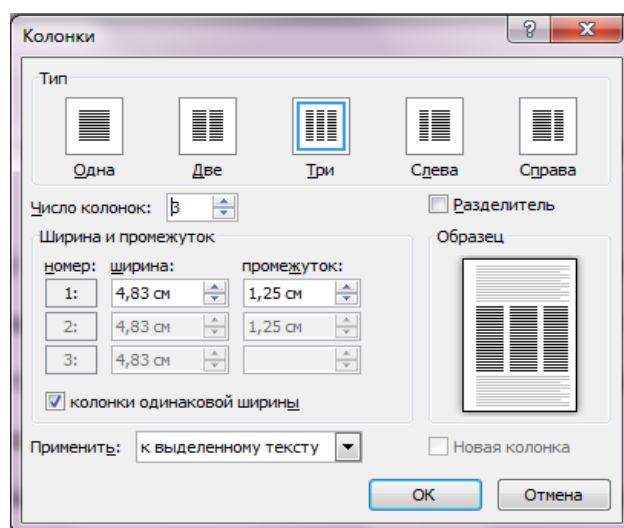 Колонки
Тип
Одна Две Три Слева Справа
Число колонок: 3 Разделитель
Ширина и промежуток Образец
номер: ширина: промежуток:
1: 4,83 см 1,25 см
2: 4,83 см 1,25 см
3: 4,83 см
колонки одинаковой ширины
Применить: к выделенному тексту Новая колонка
ОК Отмена